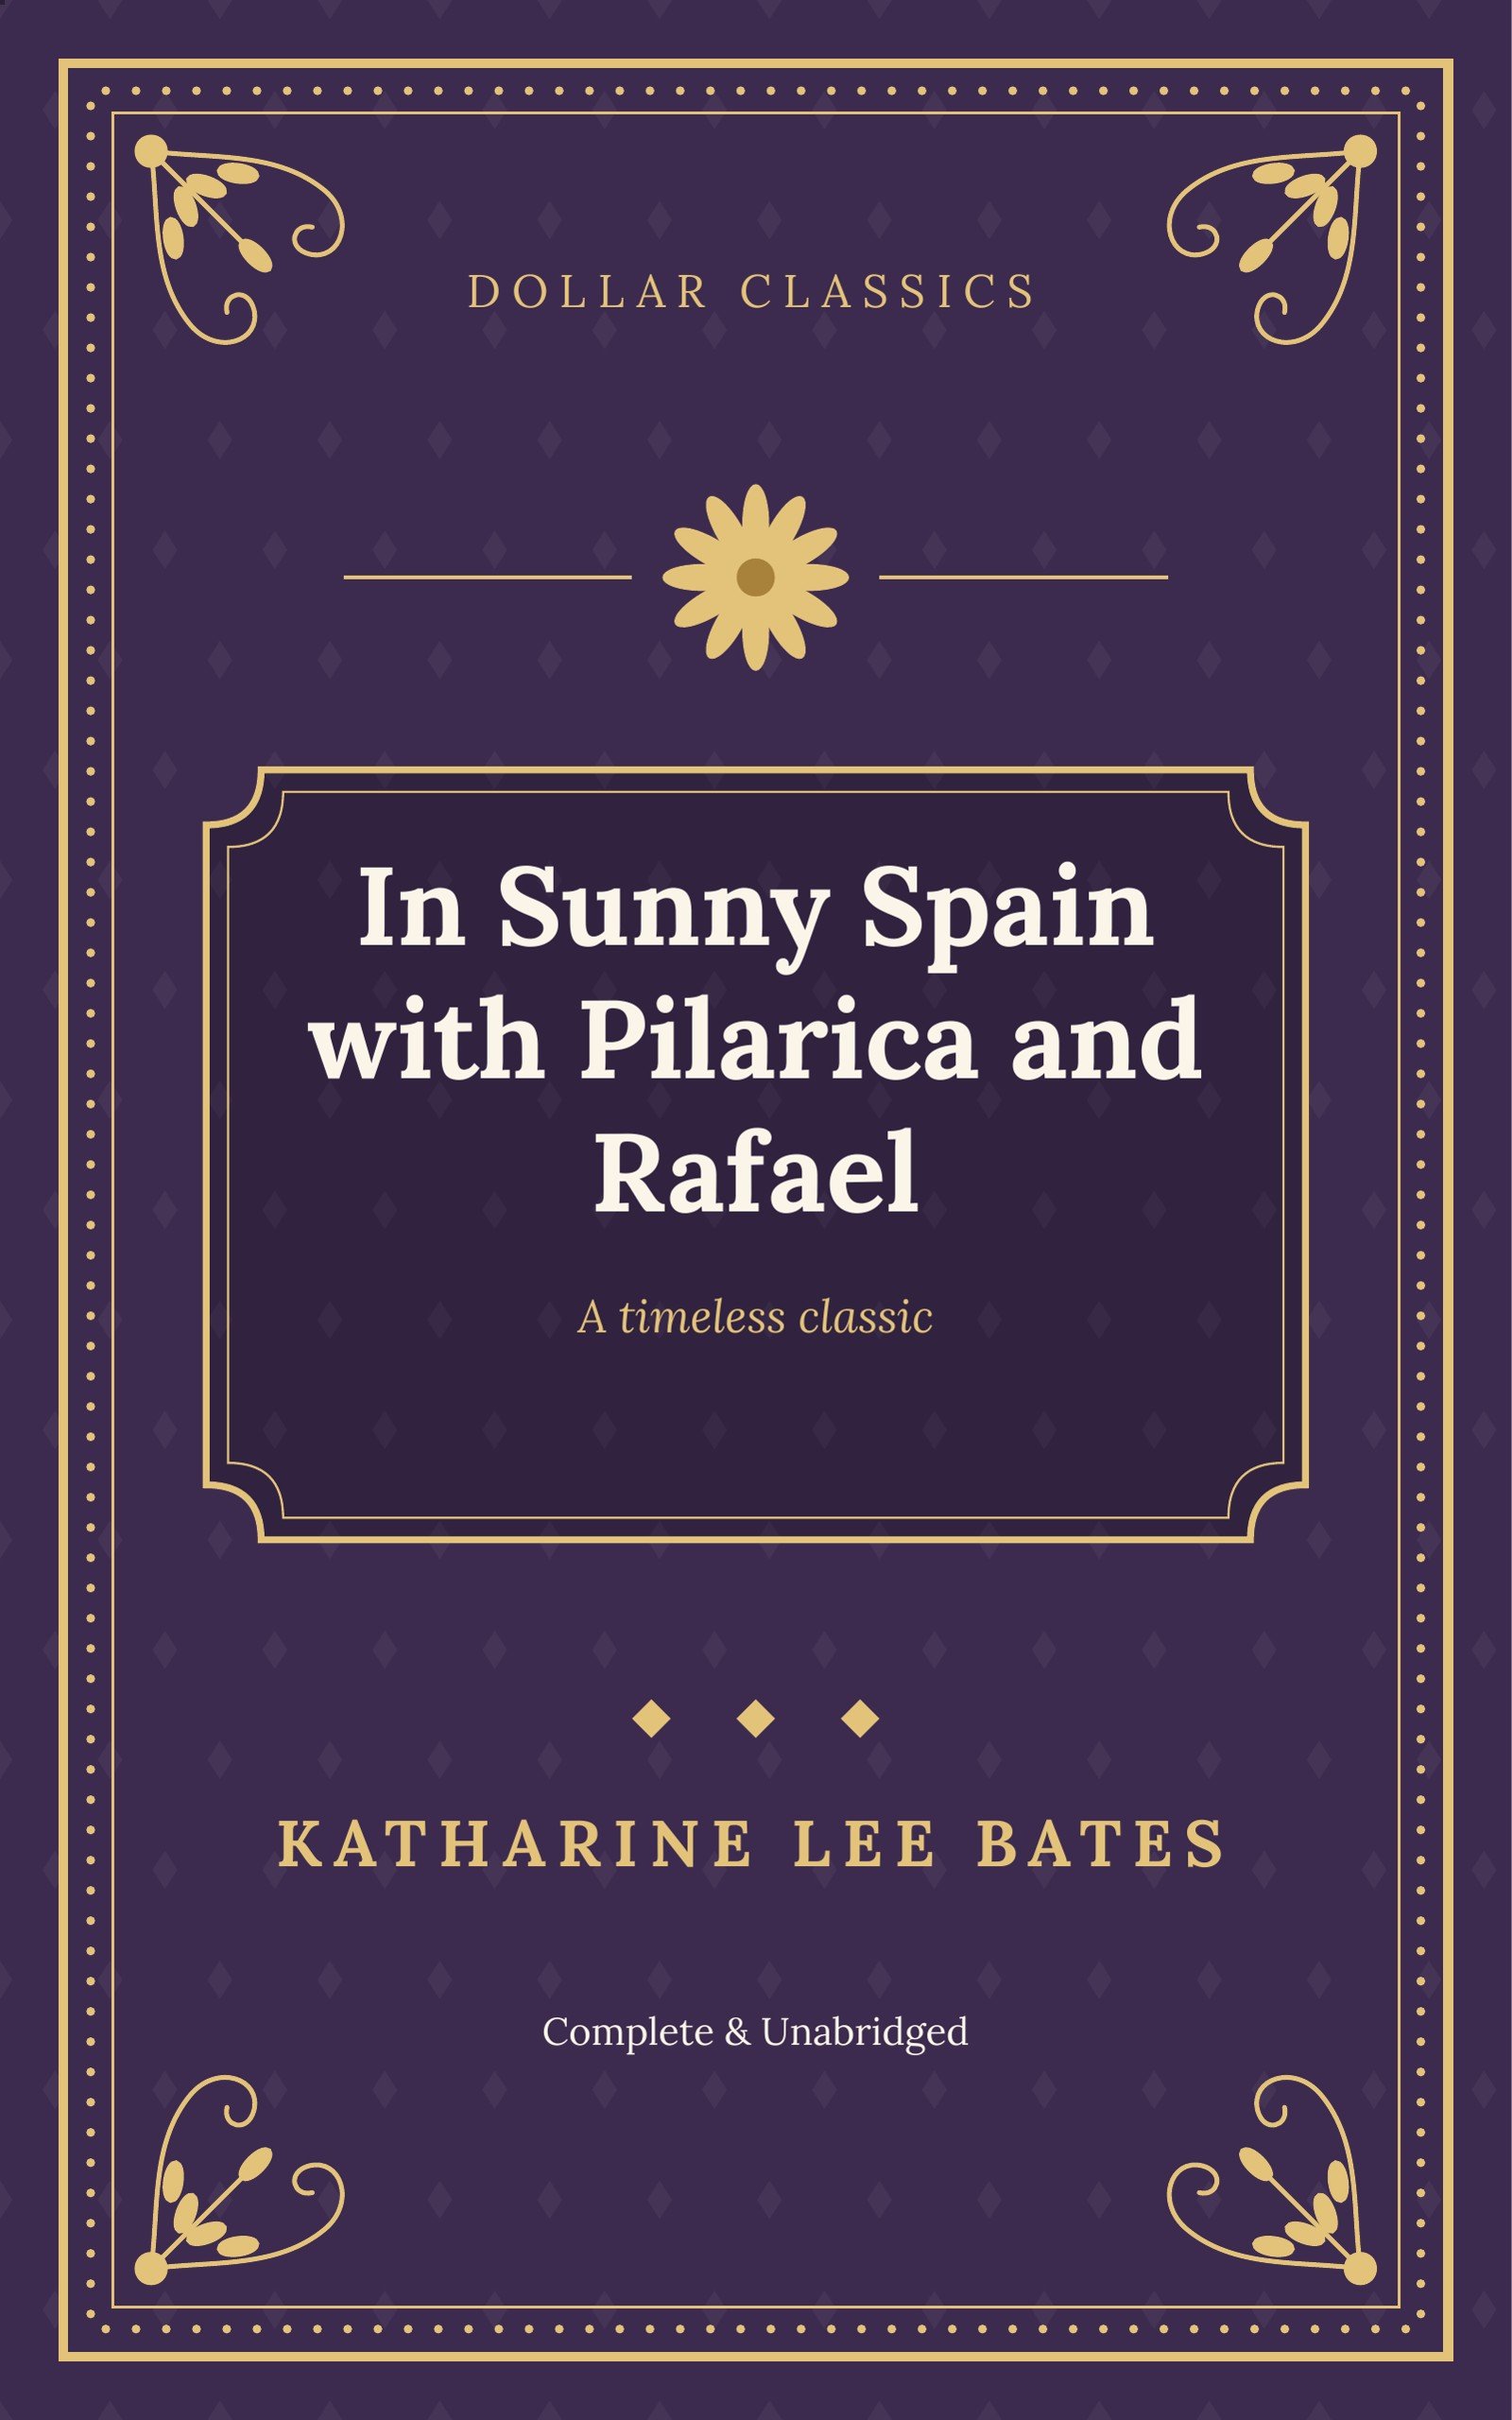 DOLLAR CLASSICS
In Sunny Spain
with Pilarica and
Rafael
A timeless classic
KATHARINE LEE BATES
Complete & Unabridged